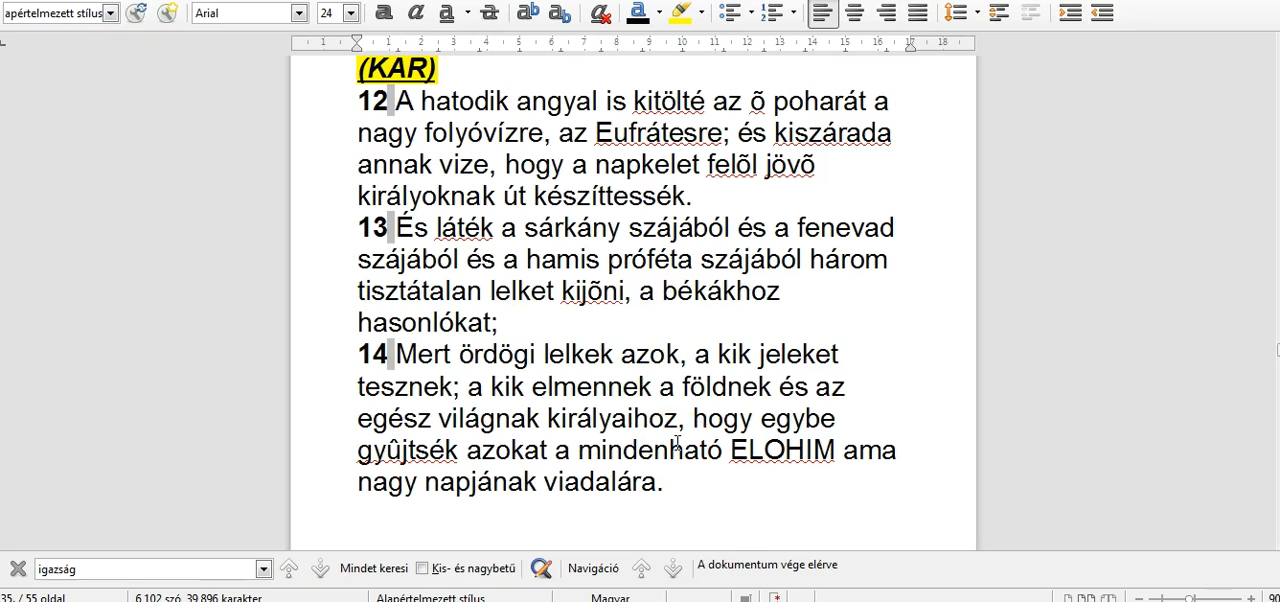 apértelmezett stílus Arial 24
1 1 2 3 4 5 6 7 8 9 10 11 12 13 14 15 16 17 18
(KÁR)
12 A hatodik angyal is kitölté az õ poharát a
nagy folyóvízre, az Eufrátesre; és kiszárada
annak vize, hogy a napkelet felõl jövõ
királyoknak út készíttessék.
13 És láték a sárkány szájából és a fenevad
szájából és a hamis próféta szájából három
tisztátalan lelket kijõni, a békákhoz
hasonlókat;
14 Mert ördögi lelkek azok, a kik jeleket
tesznek; a kik elmennek a földnek és az
egész világnak királyaihoz, hogy egybe
gyûjtsék azokat a mindenható ELOHIM ama
nagy napjának viadalára.
igazság Mindet keresi Kis- és nagybetű Navigáció A dokumentum vége elérve
35. / 55 oldal 6 102 szó, 39 896 karakter Alapértelmezett stílus Magyar 90